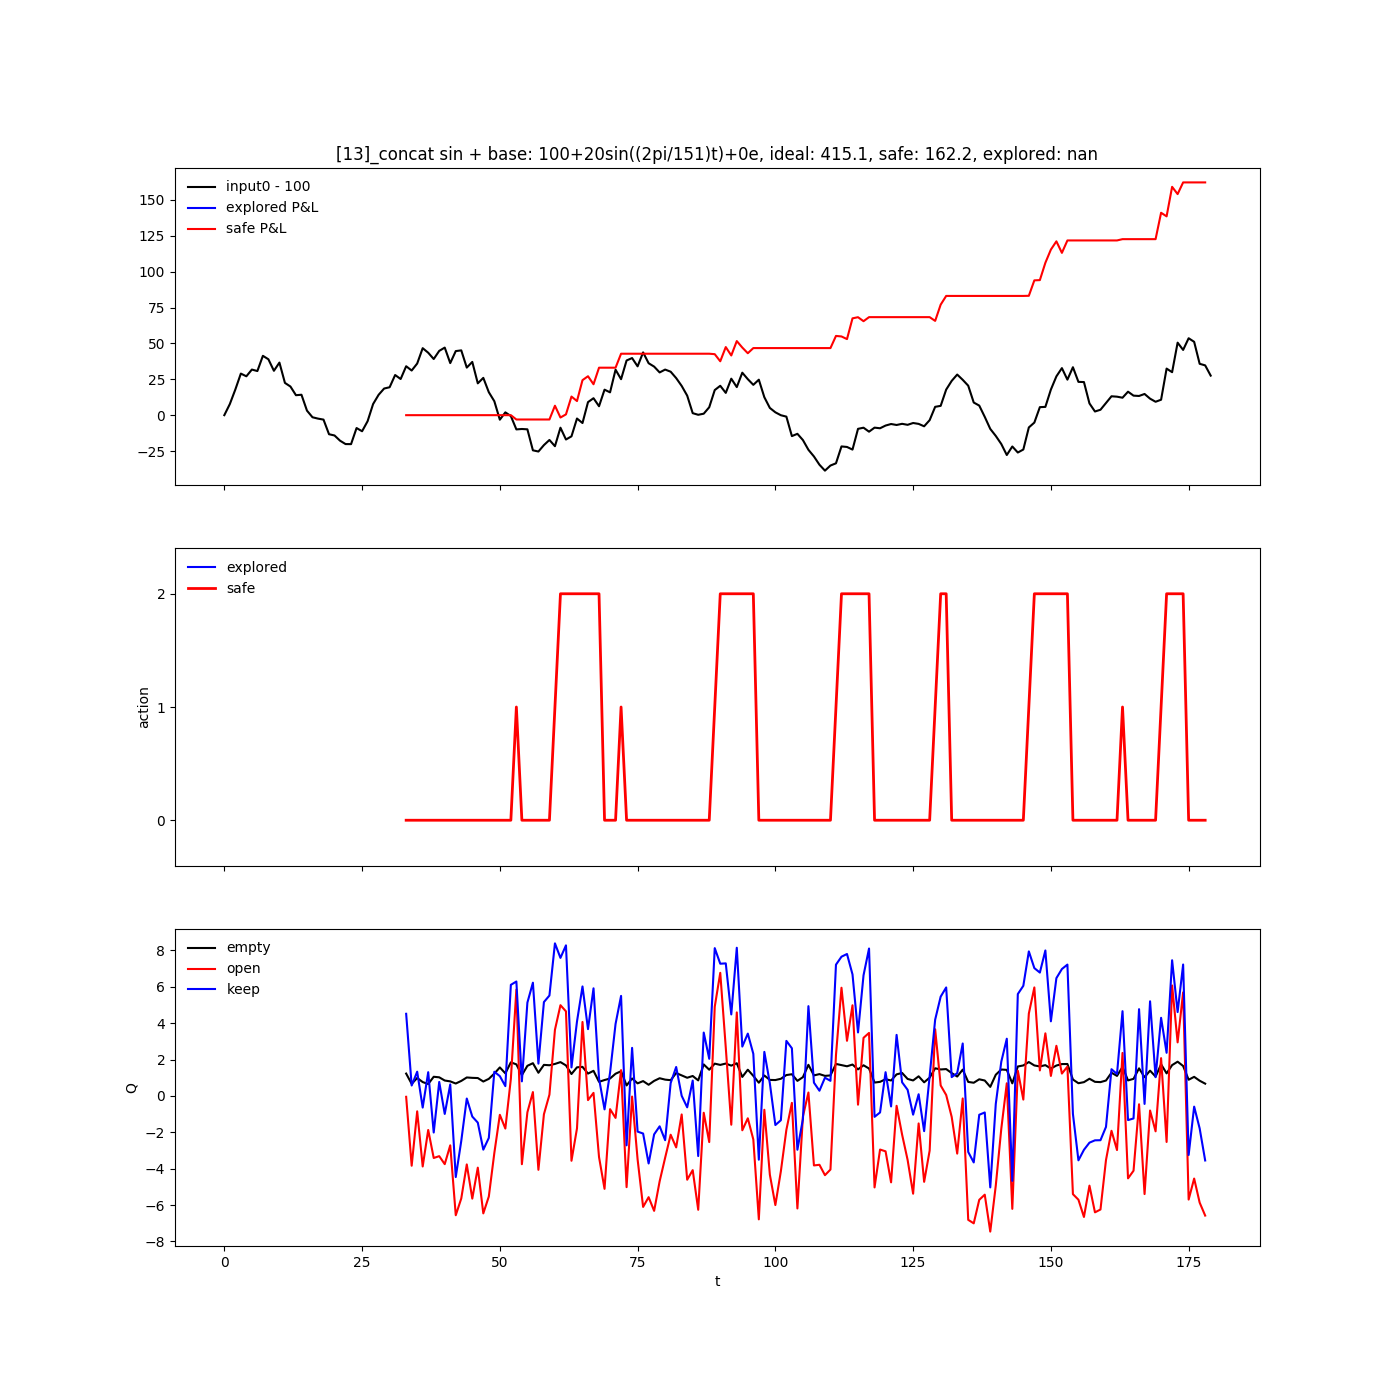 [13]_concat sin + base: 100+20sin((2pi/151)t)+0e, ideal: 415.1, safe: 162.2, explored: nan
input0 - 100
explored P&L
safe P&L
150
125
100
75
50
25
0
−25
explored
safe
2
1
0
action
empty
open
keep
8
6
4
2
0
−2
−4
−6
−8
Q
0 25 50 75 100 125 150 175
t